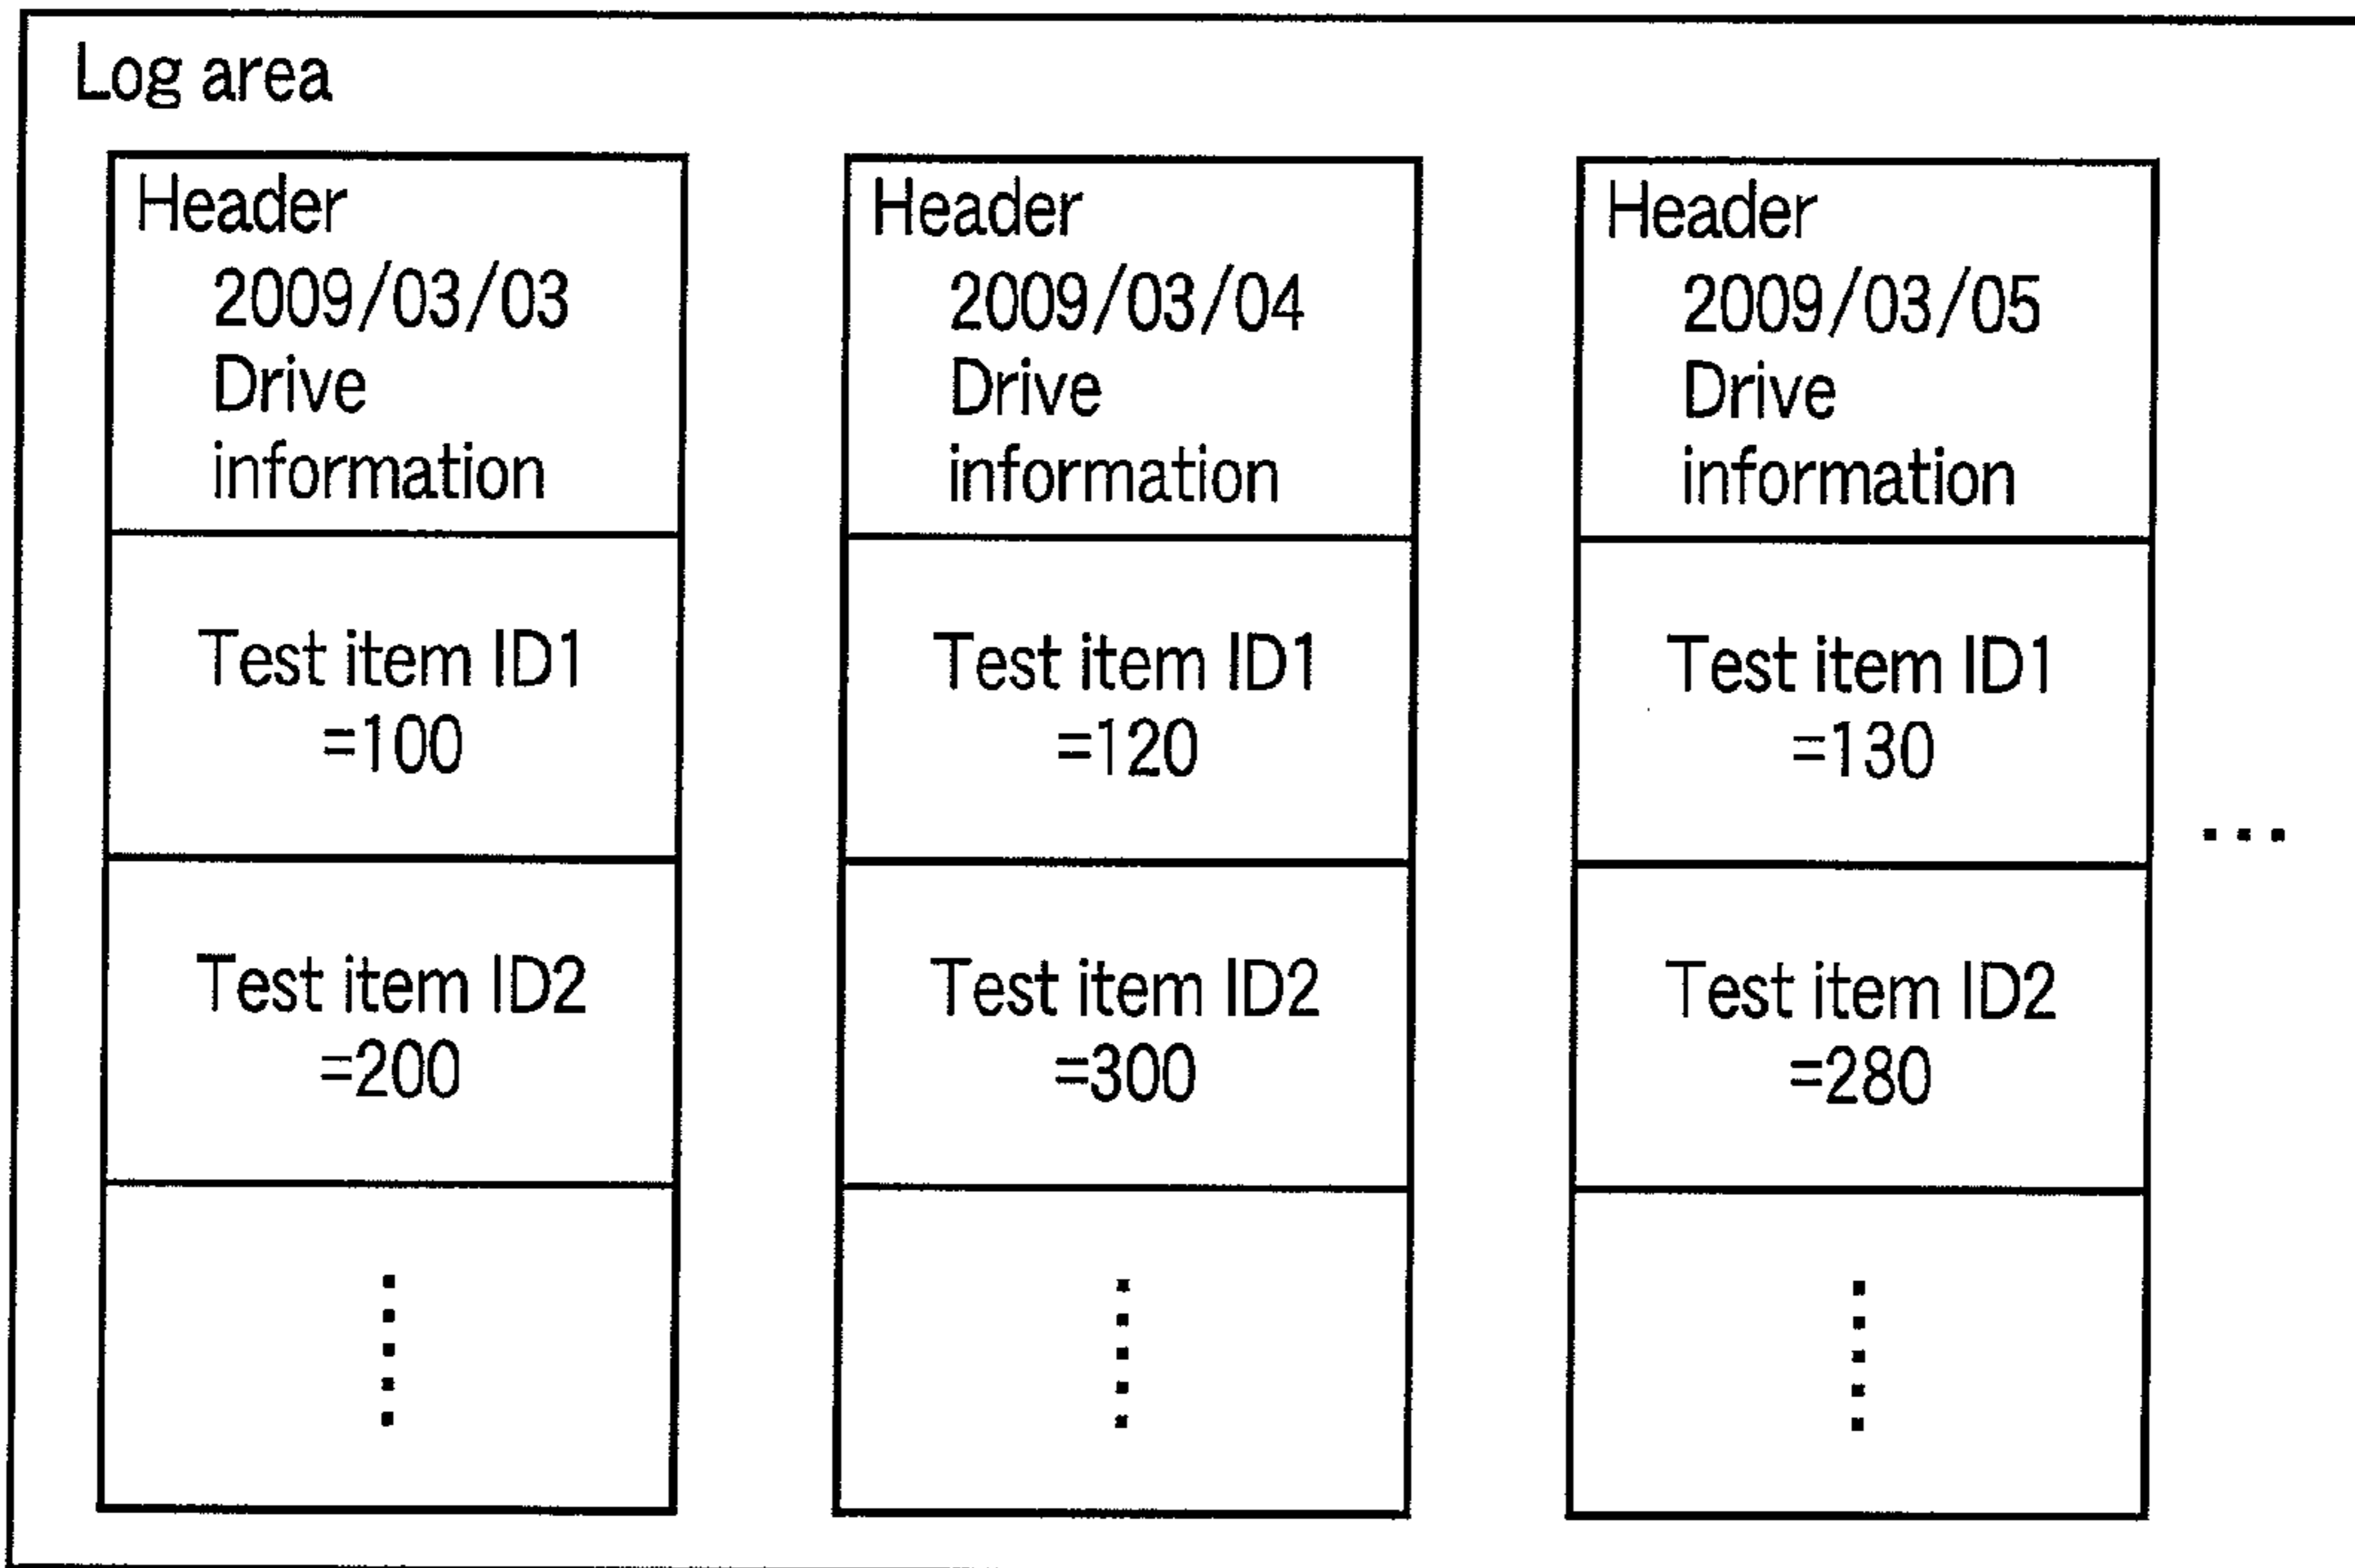 Log area
Header
2009/03/03
Drive
information
Test item ID1
=100
Test item ID2
=200
Header
2009/03/04
Drive
information
Test item ID1
=120
Test item ID2
=300
Header
2009/03/05
Drive
information
Test item ID1
=130
Test item ID2
=280
...